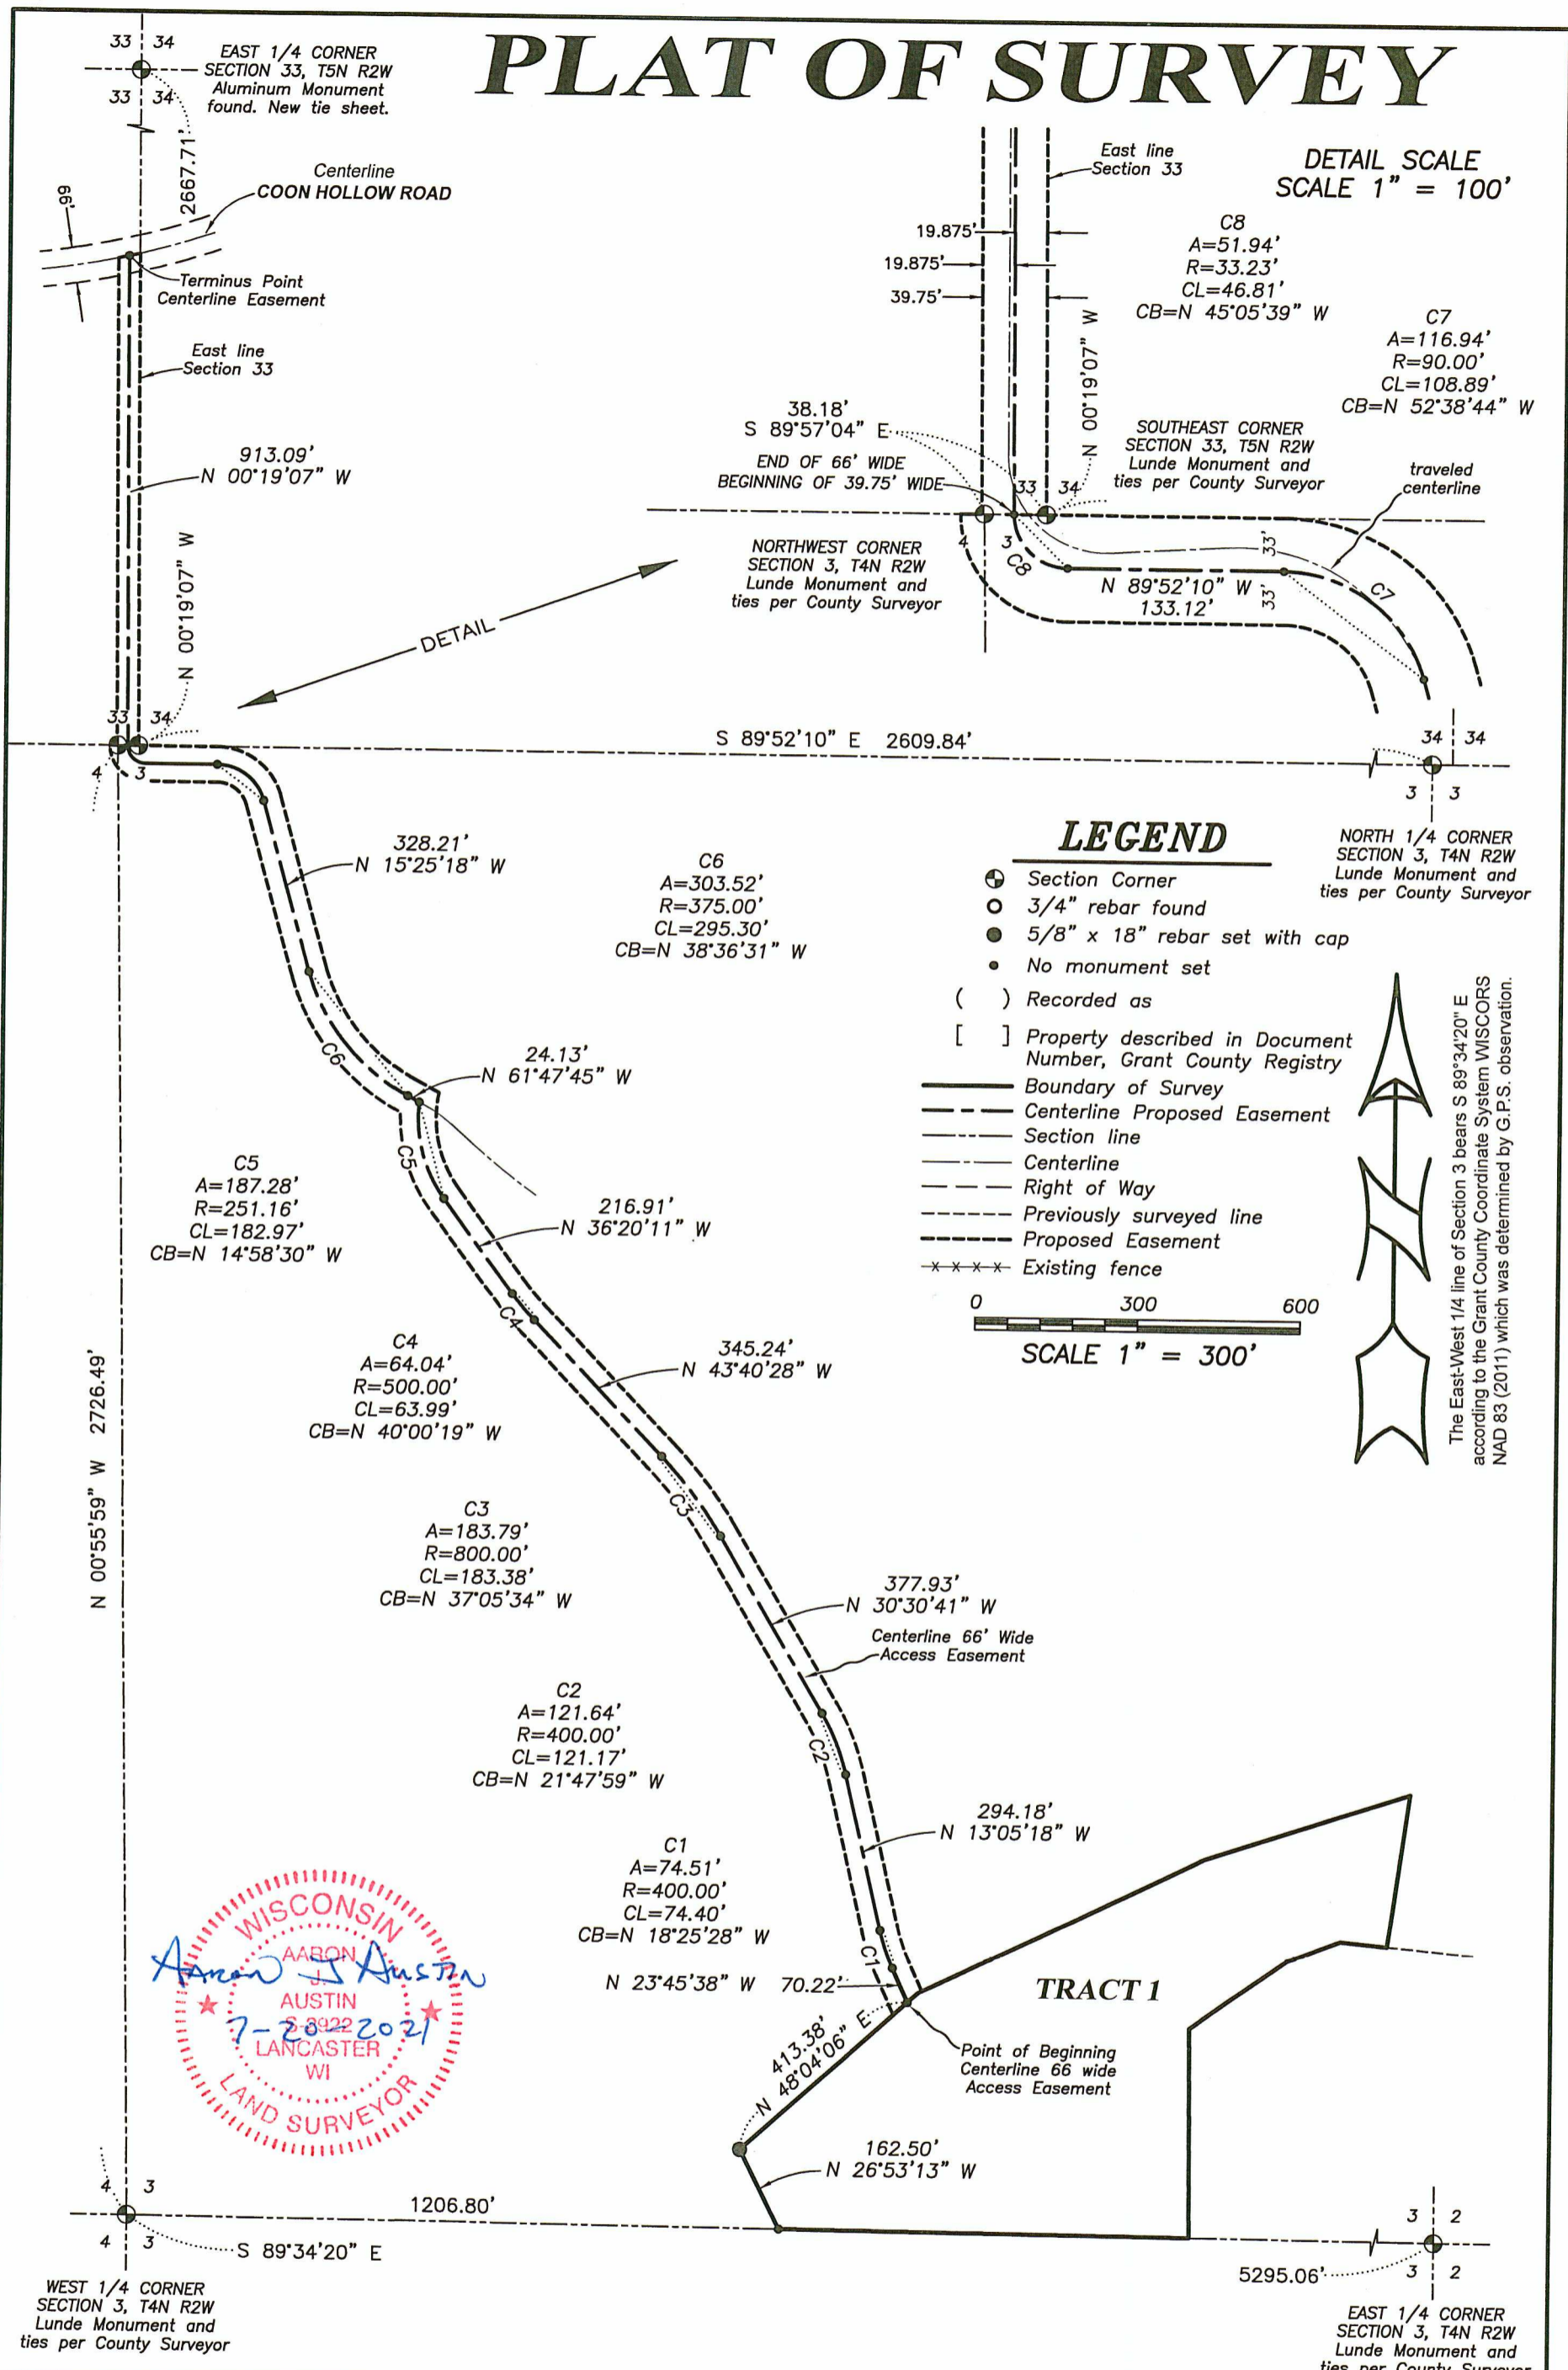 PLAT OF SURVEY
33 34
33 34
EAST 1/4 CORNER
SECTION 33, T5N R2W
Aluminum Monument
found. New tie sheet.
2667.71'
66'
Centerline
COON HOLLOW ROAD
Terminus Point
Centerline Easement
East line
Section 33
913.09'
N 00°19'07" W
N 00°19'07" W
33 34
4 3
DETAIL
East line
Section 33
DETAIL SCALE
SCALE 1" = 100'
19.875'
19.875'
39.75'
C8
A=51.94'
R=33.23'
CL=46.81'
CB=N 45°05'39" W
C7
A=116.94'
R=90.00'
CL=108.89'
CB=N 52°38'44" W
N 00°19'07" W
38.18'
S 89°57'04" E
END OF 66' WIDE
BEGINNING OF 39.75' WIDE
33 34
SOUTHEAST CORNER
SECTION 33, T5N R2W
Lunde Monument and
ties per County Surveyor
traveled
centerline
NORTHWEST CORNER
SECTION 3, T4N R2W
Lunde Monument and
ties per County Surveyor
4 3
C8
N 89°52'10" W
133.12'
33'
33'
C7
S 89°52'10" E 2609.84'
34 34
3 3
NORTH 1/4 CORNER
SECTION 3, T4N R2W
Lunde Monument and
ties per County Surveyor
328.21'
N 15°25'18" W
C6
A=303.52'
R=375.00'
CL=295.30'
CB=N 38°36'31" W
C6
24.13'
N 61°47'45" W
C5
C5
A=187.28'
R=251.16'
CL=182.97'
CB=N 14°58'30" W
216.91'
N 36°20'11" W
C4
C4
A=64.04'
R=500.00'
CL=63.99'
CB=N 40°00'19" W
345.24'
N 43°40'28" W
LEGEND
Section Corner
3/4" rebar found
5/8" x 18" rebar set with cap
No monument set
( ) Recorded as
[ ] Property described in Document
Number, Grant County Registry
Boundary of Survey
Centerline Proposed Easement
Section line
Centerline
Right of Way
Previously surveyed line
Proposed Easement
Existing fence
0 300 600
SCALE 1" = 300'
N
The East-West 1/4 line of Section 3 bears S 89°34'20" E
according to the Grant County Coordinate System WISCORS
NAD 83 (2011) which was determined by G.P.S. observation.
N 00°55'59" W 2726.49'
C3
C3
A=183.79'
R=800.00'
CL=183.38'
CB=N 37°05'34" W
377.93'
N 30°30'41" W
Centerline 66' Wide
Access Easement
C2
A=121.64'
R=400.00'
CL=121.17'
CB=N 21°47'59" W
C2
294.18'
N 13°05'18" W
C1
A=74.51'
R=400.00'
CL=74.40'
CB=N 18°25'28" W
C1
N 23°45'38" W 70.22'
TRACT 1
413.38'
N 48°04'06" E
Point of Beginning
Centerline 66 wide
Access Easement
162.50'
N 26°53'13" W
WISCONSIN
AARON
J.
AUSTIN
S-2922
LANCASTER
WI
LAND SURVEYOR
Aaron J Austin
7-20-2021
4 3
4 3
1206.80'
S 89°34'20" E
WEST 1/4 CORNER
SECTION 3, T4N R2W
Lunde Monument and
ties per County Surveyor
3 2
3 2
5295.06'
EAST 1/4 CORNER
SECTION 3, T4N R2W
Lunde Monument and
ties per County Surveyor